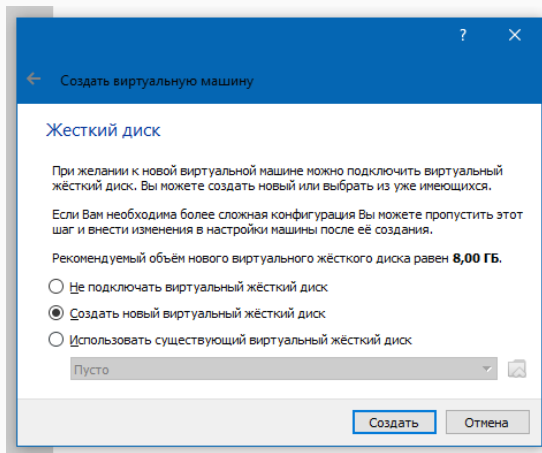 ?
Создать виртуальную машину
Жесткий диск
При желании к новой виртуальной машине можно подключить виртуальный
жёсткий диск. Вы можете создать новый или выбрать из уже имеющихся.
Если Вам необходима более сложная конфигурация Вы можете пропустить этот
шаг и внести изменения в настройки машины после её создания.
Рекомендуемый объём нового виртуального жёсткого диска равен 8,00 ГБ.
Не подключать виртуальный жёсткий диск
Создать новый виртуальный жёсткий диск
Использовать существующий виртуальный жёсткий диск
Пусто
Создать Отмена